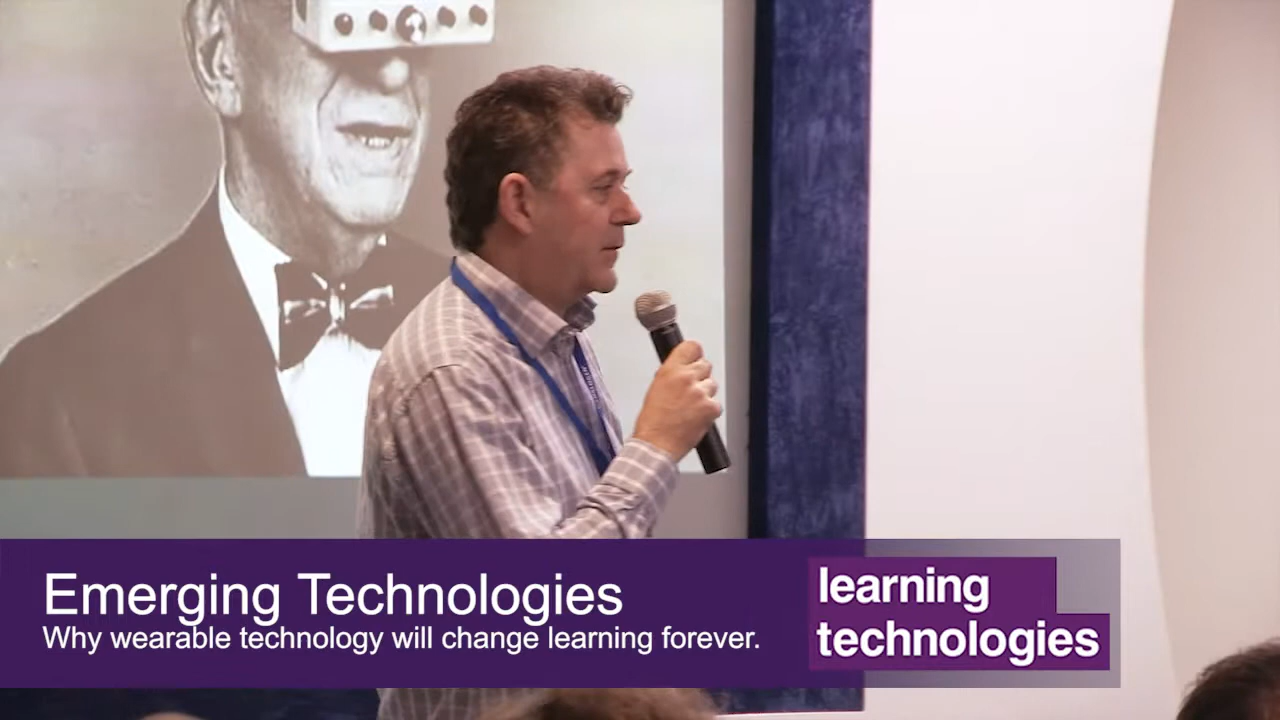 Emerging Technologies
Why wearable technology will change learning forever.
learning
technologies